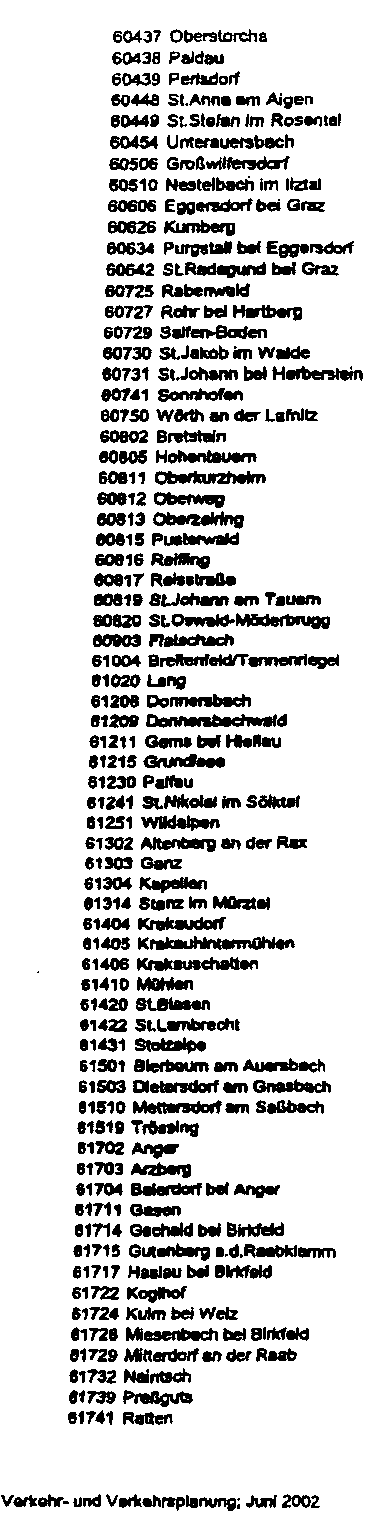 60437 Oberstorcha
60438 Paldau
60439 Perlsdorf
60448 St.Anna am Aigen
60449 St.Stefan im Rosental
60454 Unterauersbach
60506 Großwilfersdorf
60510 Nestelbach im Ilztal
60606 Eggersdorf bei Graz
60626 Kumberg
60634 Purgstall bei Eggersdorf
60642 St.Radegund bei Graz
60725 Rabenwald
60727 Rohr bei Hartberg
60729 Saifen-Boden
60730 St.Jakob im Walde
60731 St.Johann bei Herberstein
60741 Sonnhofen
60750 Wörth an der Lafnitz
60802 Bretstein
60805 Hohentauern
60811 Oberkurzheim
60812 Oberweg
60813 Oberzeiring
60815 Pusterwald
60816 Reifling
60817 Reisstraße
60819 St.Johann am Tauern
60820 St.Oswald-Möderbrugg
60903 Flatschach
61004 Breitenfeld/Tannenriegel
61020 Lang
61208 Donnersbach
61209 Donnersbachwald
61211 Gams bei Hieflau
61215 Grundlsee
61230 Palfau
61241 St.Nikolai im Sölktal
61251 Wildalpen
61302 Altenberg an der Rax
61303 Ganz
61304 Kapellen
61314 Stanz im Mürztal
61404 Krakaudorf
61405 Krakauhintermühlen
61406 Krakauschatten
61410 Mühlen
61420 St.Blasen
61422 St.Lambrecht
61431 Stolzalpe
61501 Bierbaum am Auersbach
61503 Dietersdorf am Gnasbach
61510 Mettersdorf am Saßbach
61519 Trössing
61702 Anger
61703 Arzberg
61704 Baierdorf bei Anger
61711 Gasen
61714 Gschaid bei Birkfeld
61715 Gutenberg a.d.Raabklamm
61717 Haslau bei Birkfeld
61722 Koglhof
61724 Kulm bei Weiz
61728 Miesenbach bei Birkfeld
61729 Mitterdorf an der Raab
61732 Naintsch
61739 Preßguts
61741 Ratten
Verkehr- und Verkehrsplanung; Juni 2002